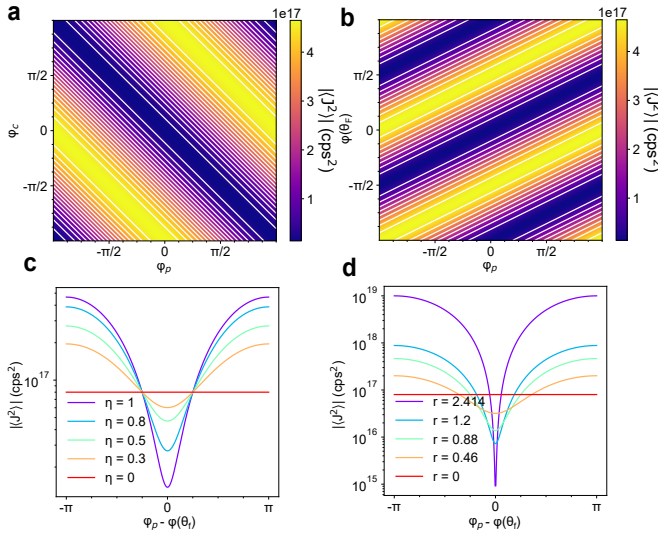 a
1e17
φc
π/2
0
-π/2
-π/2
0
π/2
φp
4
3
2
1
|⟨J²⟩| (cps²)
b
1e17
φ(θF)
π/2
0
-π/2
-π/2
0
π/2
φp
4
3
2
1
|⟨J²⟩| (cps²)
c
|⟨J²⟩| (cps²)
10¹⁷
η = 1
η = 0.8
η = 0.5
η = 0.3
η = 0
-π
0
π
φp - φ(θf)
d
|⟨J²⟩| (cps²)
10¹⁹
10¹⁸
10¹⁷
10¹⁶
10¹⁵
r = 2.414
r = 1.2
r = 0.88
r = 0.46
r = 0
-π
0
π
φp - φ(θf)